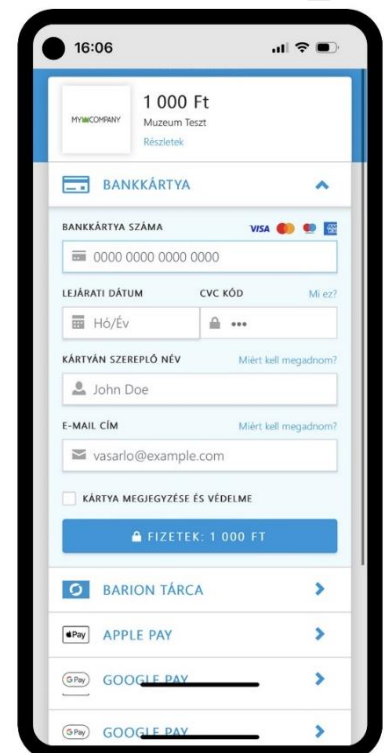 16:06
MYWCOMPANY
1 000 Ft
Muzeum Teszt
Részletek
BANKKÁRTYA
BANKKÁRTYA SZÁMA VISA
0000 0000 0000 0000
LEJÁRATI DÁTUM CVC KÓD Mi ez?
Hó/Év •••
KÁRTYÁN SZEREPLŐ NÉV Miért kell megadnom?
John Doe
E-MAIL CÍM Miért kell megadnom?
vasarlo@example.com
KÁRTYA MEGJEGYZÉSE ÉS VÉDELME
FIZETEK: 1 000 FT
BARION TÁRCA
Pay APPLE PAY
G Pay GOOGLE PAY
G Pay GOOGLE PAY